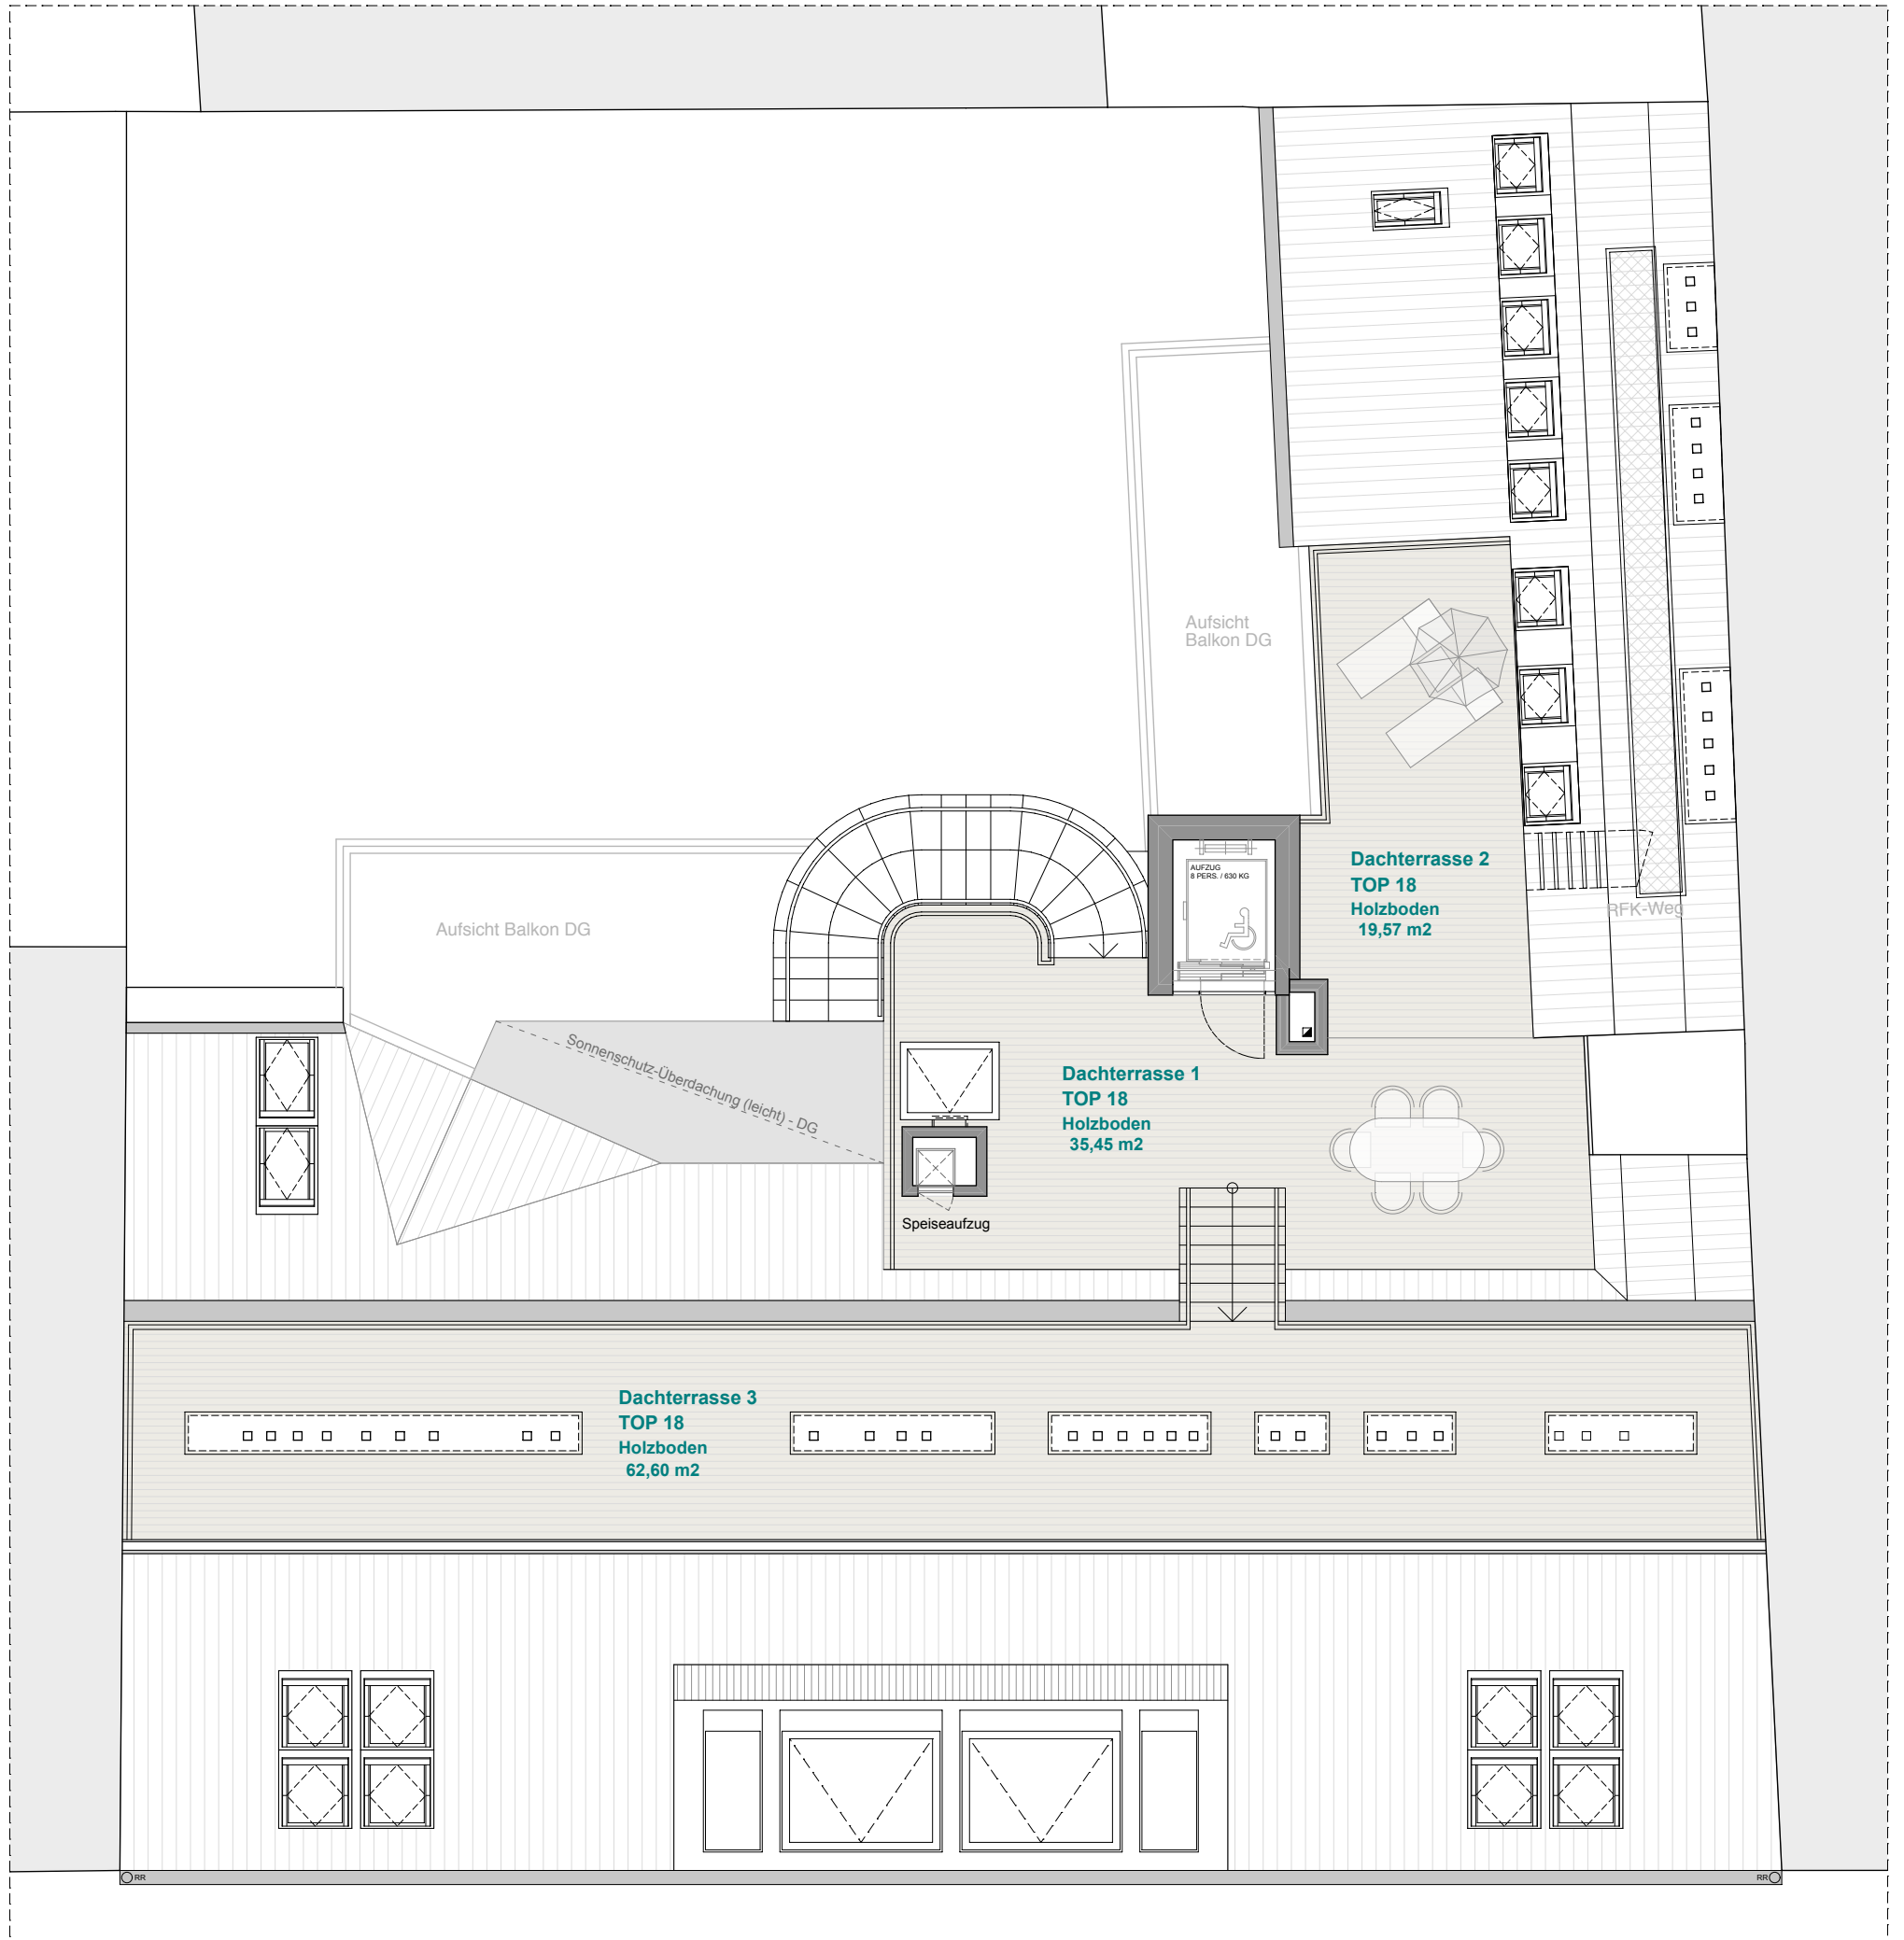 Aufsicht
Balkon DG
AUFZUG
8 PERS. / 630 KG
Dachterrasse 2
TOP 18
Holzboden
19,57 m2
RFK-Weg
Aufsicht Balkon DG
Sonnenschutz-Überdachung (leicht) - DG
Dachterrasse 1
TOP 18
Holzboden
35,45 m2
Speiseaufzug
Dachterrasse 3
TOP 18
Holzboden
62,60 m2
RR
RR